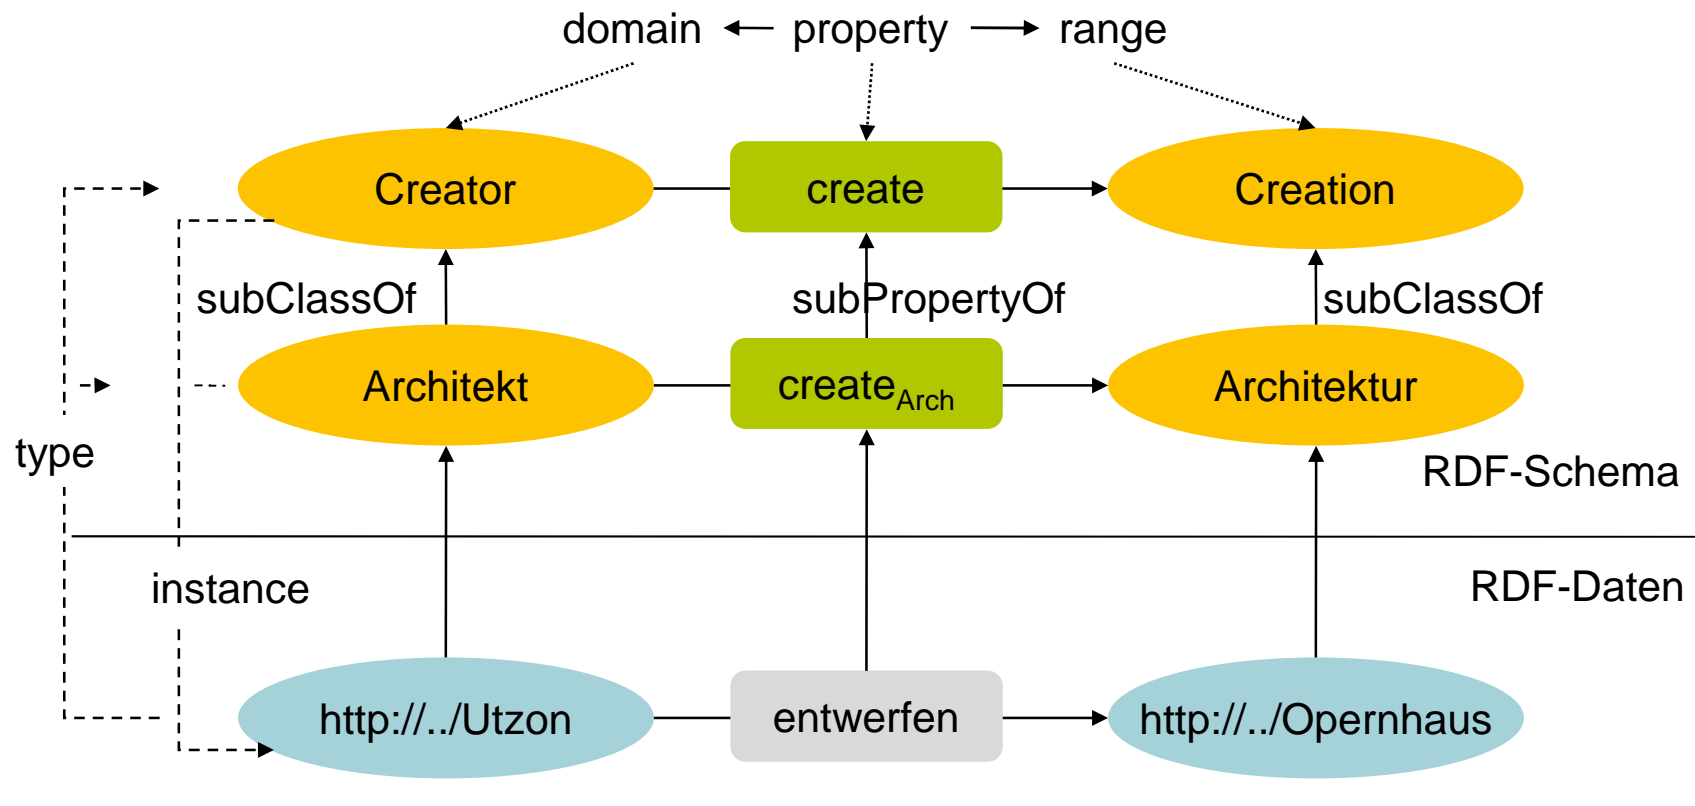 domain property range
Creator create Creation
subClassOf subPropertyOf subClassOf
Architekt createArch Architektur
type
RDF-Schema
instance
RDF-Daten
http://../Utzon entwerfen http://../Opernhaus